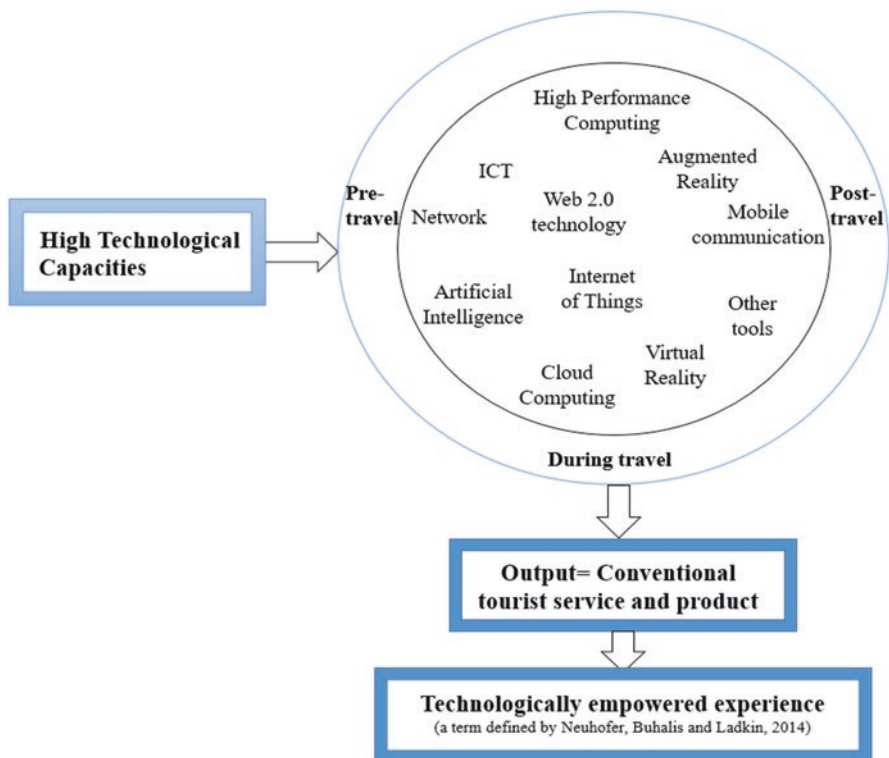 High Performance
Computing
ICT
Augmented
Reality
Pre-
travel
Post-
travel
Network
Web 2.0
technology
Mobile
communication
High Technological
Capacities
Artificial
Intelligence
Internet
of Things
Other
tools
Cloud
Computing
Virtual
Reality
During travel
Output= Conventional
tourist service and product
Technologically empowered experience
(a term defined by Neuhofer, Buhalis and Ladkin, 2014)